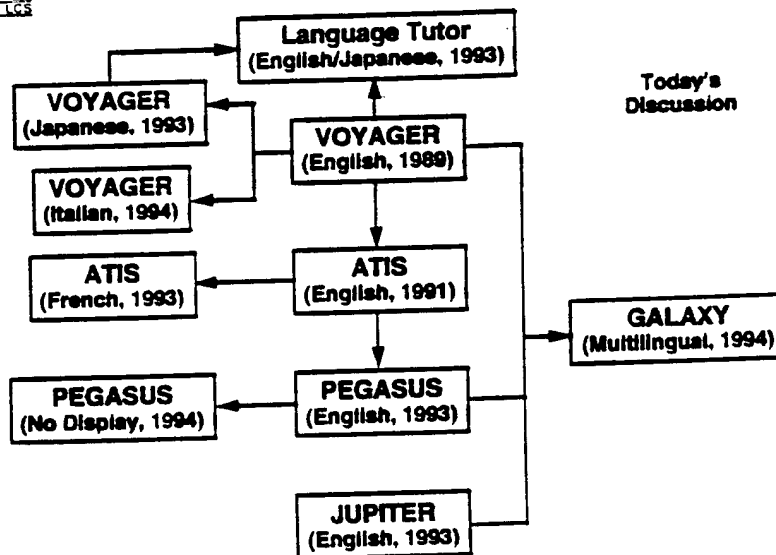 LCS
Language Tutor
(English/Japanese, 1993)
Today's
Discussion
VOYAGER
(Japanese, 1993)
VOYAGER
(English, 1989)
VOYAGER
(Italian, 1994)
ATIS
(French, 1993)
ATIS
(English, 1991)
GALAXY
(Multilingual, 1994)
PEGASUS
(No Display, 1994)
PEGASUS
(English, 1993)
JUPITER
(English, 1993)